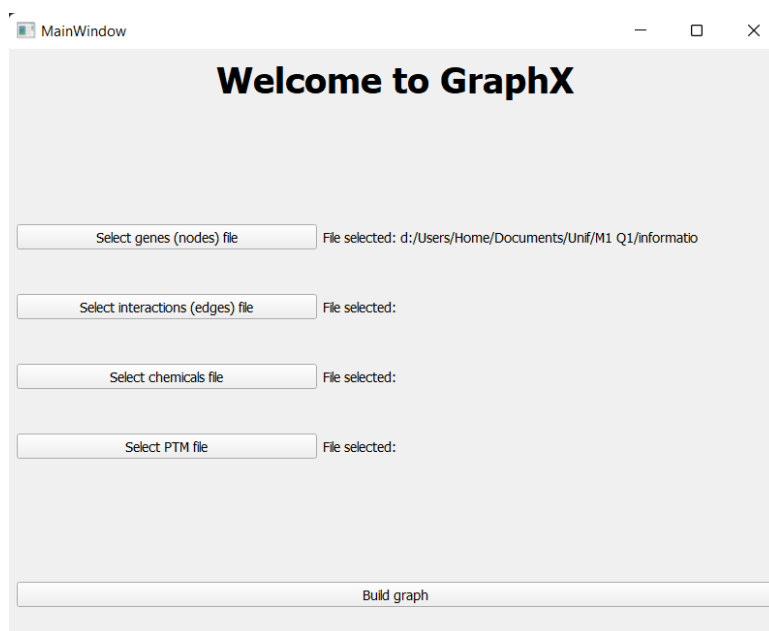 MainWindow
Welcome to GraphX
Select genes (nodes) file File selected: d:/Users/Home/Documents/Unif/M1 Q1/informatio
Select interactions (edges) file File selected:
Select chemicals file File selected:
Select PTM file File selected:
Build graph